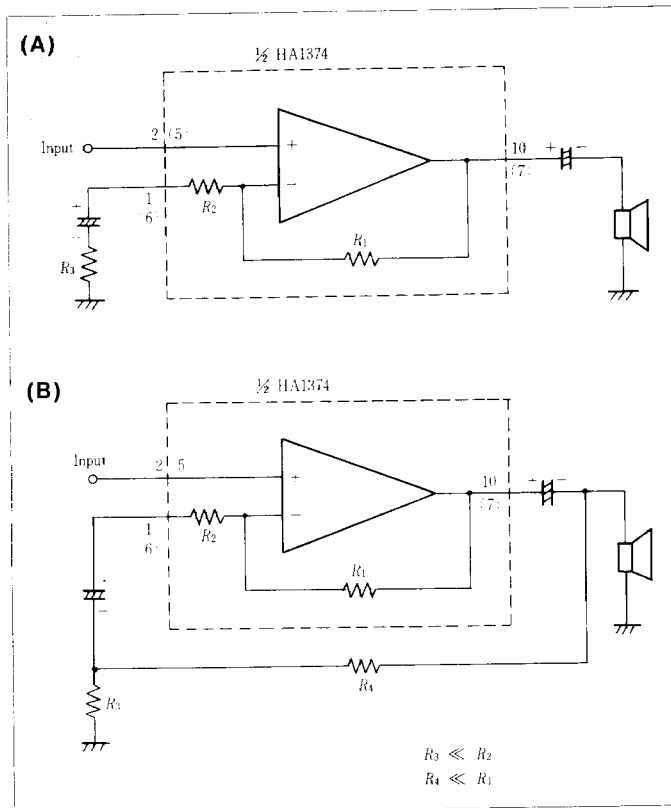 (A)
½ HA1374
Input
2 (5)
+
10
(7)
+ −
1
(6)
R₂
−
+
R₁
R₃
(B)
½ HA1374
Input
2 5
+
10
(7)
+ −
1
6)
R₂
−
R₁
R₄
R₃ ≪ R₂
R₄ ≪ R₁